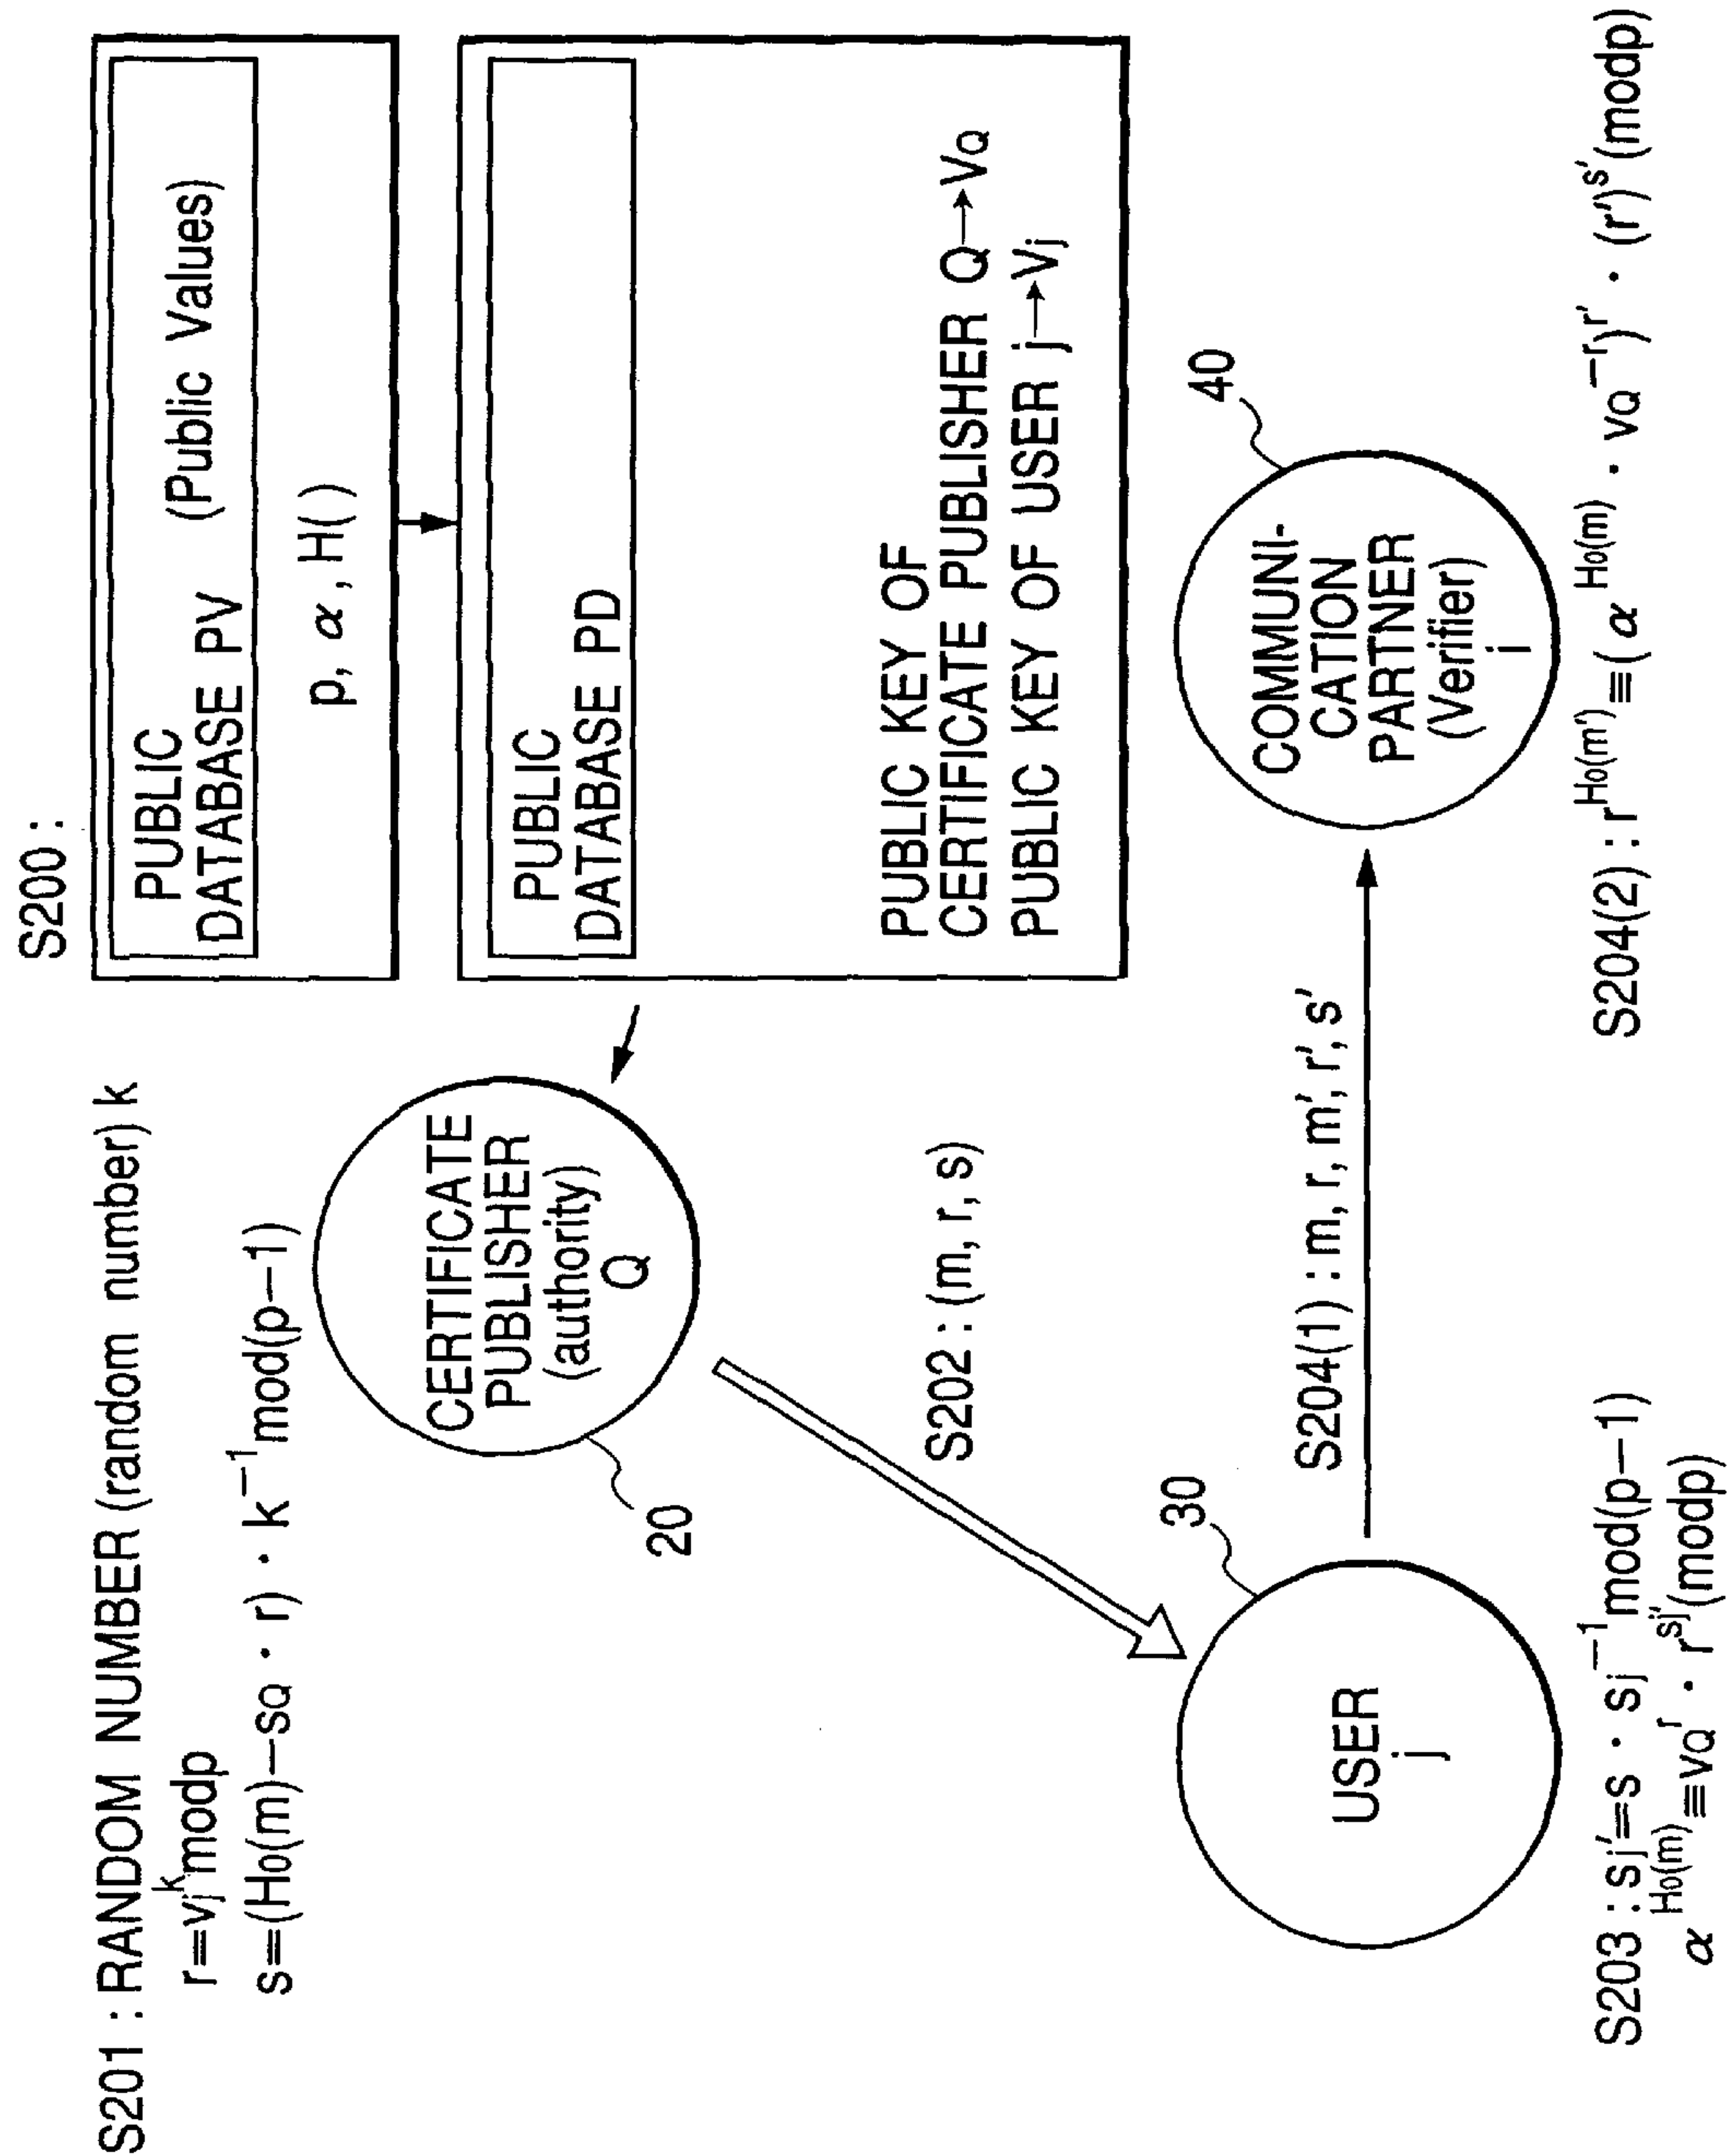 S200 :
PUBLIC
DATABASE PV (Public Values)
p, α, H( )
PUBLIC
DATABASE PD
PUBLIC KEY OF
CERTIFICATE PUBLISHER Q→VQ
PUBLIC KEY OF USER j→Vj
S201 : RANDOM NUMBER (random number) k
r≡vj^k modp
s≡(H0(m)−sQ · r) · k^−1 mod(p−1)
CERTIFICATE
PUBLISHER
(authority)
Q
20
S202 : (m, r, s)
30
USER
j
S203 : sj'≡s · sj^−1 mod(p−1)
α^H0(m) ≡vQ^r · r^sj' (modp)
S204(1) : m, r, m', r', s'
40
COMMUNI-
CATION
PARTNER
(Verifier)
i
S204(2) : r^H0(m') ≡( α^H0(m) · vQ^−r)^r' · (r')^s' (modp)